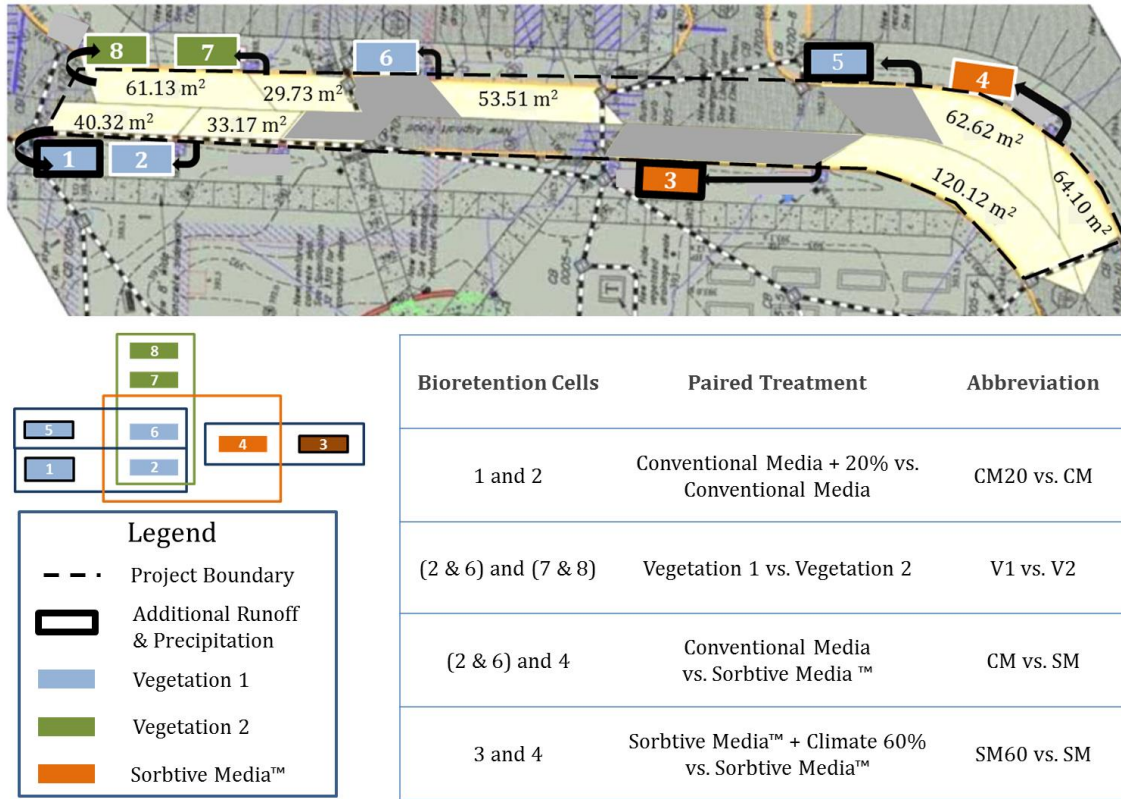 8
7
6
5
4
61.13 m²
29.73 m²
53.51 m²
62.62 m²
40.32 m²
33.17 m²
120.12 m²
64.10 m²
1
2
3
New Asphalt Road
T
8
7
5
6
4
3
1
2
Legend
Project Boundary
Additional Runoff
& Precipitation
Vegetation 1
Vegetation 2
Sorbtive Media™
Bioretention Cells
Paired Treatment
Abbreviation
1 and 2
Conventional Media + 20% vs.
Conventional Media
CM20 vs. CM
(2 & 6) and (7 & 8)
Vegetation 1 vs. Vegetation 2
V1 vs. V2
(2 & 6) and 4
Conventional Media
vs. Sorbtive Media ™
CM vs. SM
3 and 4
Sorbtive Media™ + Climate 60%
vs. Sorbtive Media™
SM60 vs. SM